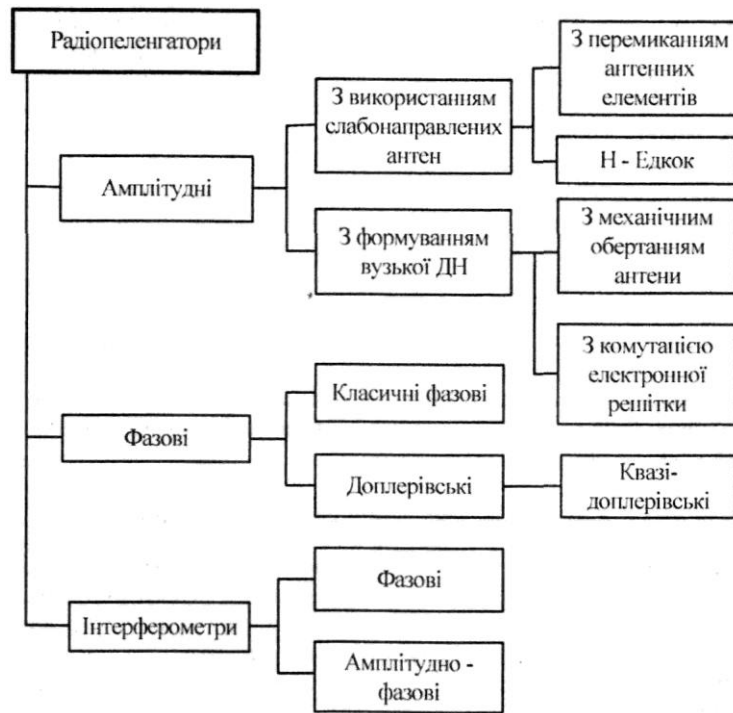 Радіопеленгатори
Амплітудні
З використанням
слабонаправлених
антен
З перемиканням
антенних
елементів
Н - Едкок
З формуванням
вузької ДН
З механічним
обертанням
антени
З комутанією
електронної
решітки
Фазові
Класичні фазові
Доплерівські
Квазі-
доплерівські
Інтерферометри
Фазові
Амплітудно -
фазові